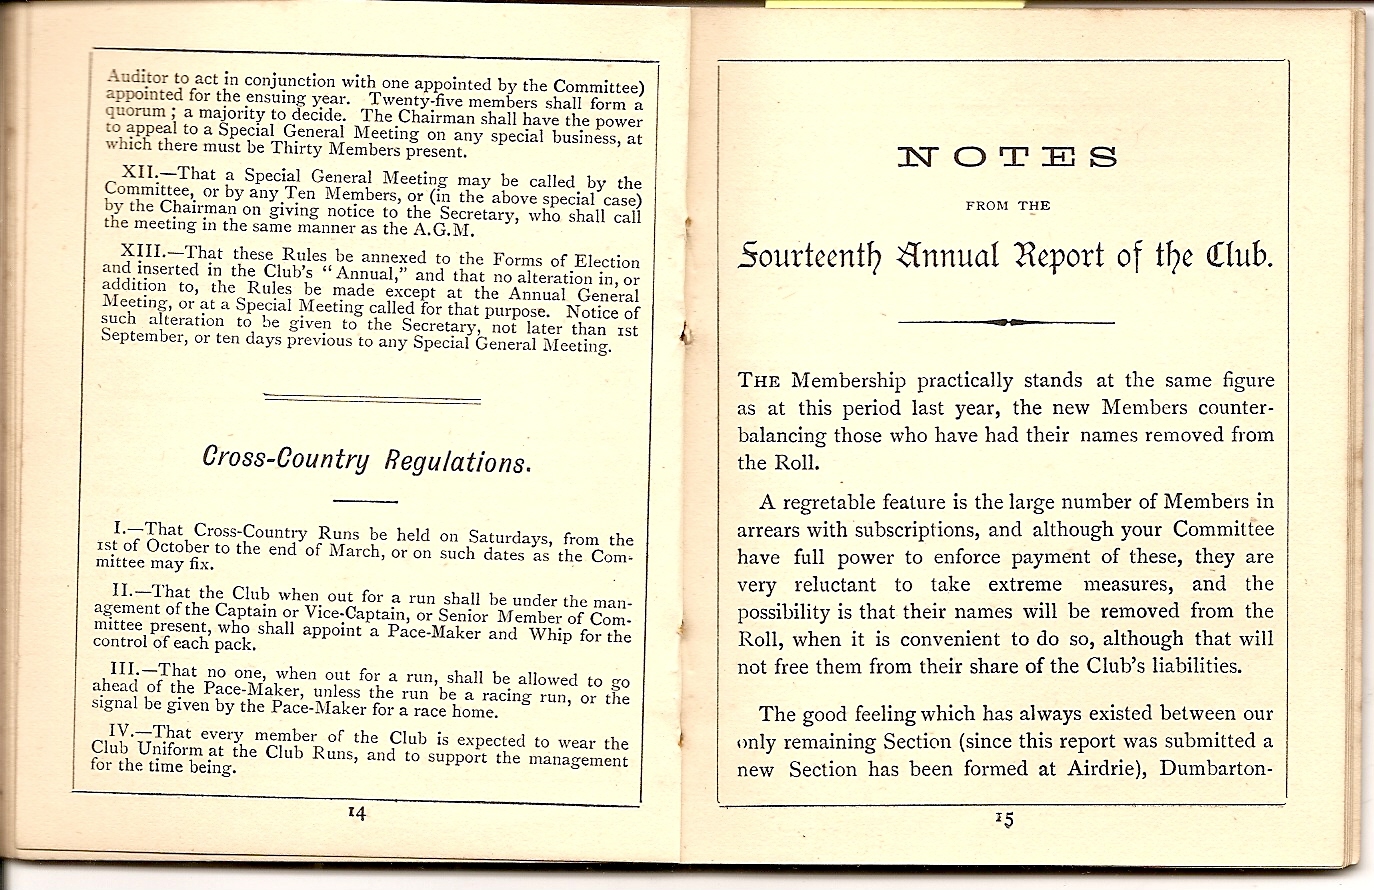 Auditor to act in conjunction with one appointed by the Committee)
appointed for the ensuing year. Twenty-five members shall form a
quorum ; a majority to decide. The Chairman shall have the power
to appeal to a Special General Meeting on any special business, at
which there must be Thirty Members present.
XII.—That a Special General Meeting may be called by the
Committee, or by any Ten Members, or (in the above special case)
by the Chairman on giving notice to the Secretary, who shall call
the meeting in the same manner as the A.G.M.
XIII.—That these Rules be annexed to the Forms of Election
and inserted in the Club's “Annual,” and that no alteration in, or
addition to, the Rules be made except at the Annual General
Meeting, or at a Special Meeting called for that purpose. Notice of
such alteration to be given to the Secretary, not later than 1st
September, or ten days previous to any Special General Meeting.
Cross-Country Regulations.
I.—That Cross-Country Runs be held on Saturdays, from the
1st of October to the end of March, or on such dates as the Com-
mittee may fix.
II.—That the Club when out for a run shall be under the man-
agement of the Captain or Vice-Captain, or Senior Member of Com-
mittee present, who shall appoint a Pace-Maker and Whip for the
control of each pack.
III.—That no one, when out for a run, shall be allowed to go
ahead of the Pace-Maker, unless the run be a racing run, or the
signal be given by the Pace-Maker for a race home.
IV.—That every member of the Club is expected to wear the
Club Uniform at the Club Runs, and to support the management
for the time being.
14
NOTES
FROM THE
Fourteenth Annual Report of the Club.
THE Membership practically stands at the same figure
as at this period last year, the new Members counter-
balancing those who have had their names removed from
the Roll.
A regretable feature is the large number of Members in
arrears with subscriptions, and although your Committee
have full power to enforce payment of these, they are
very reluctant to take extreme measures, and the
possibility is that their names will be removed from the
Roll, when it is convenient to do so, although that will
not free them from their share of the Club's liabilities.
The good feeling which has always existed between our
only remaining Section (since this report was submitted a
new Section has been formed at Airdrie), Dumbarton-
15